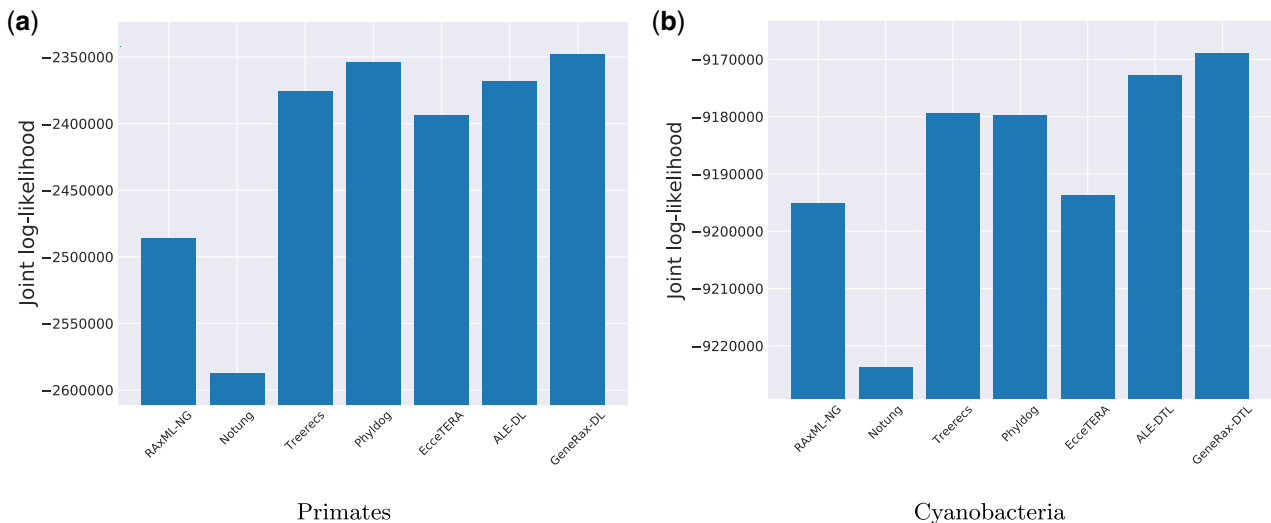 (a)
Joint log-likelihood
−2350000
−2400000
−2450000
−2500000
−2550000
−2600000
RAxML-NG
Notung
Treerecs
Phyldog
EcceTERA
ALE-DL
GeneRax-DL
Primates
(b)
Joint log-likelihood
−9170000
−9180000
−9190000
−9200000
−9210000
−9220000
RAxML-NG
Notung
Treerecs
Phyldog
EcceTERA
ALE-DTL
GeneRax-DTL
Cyanobacteria